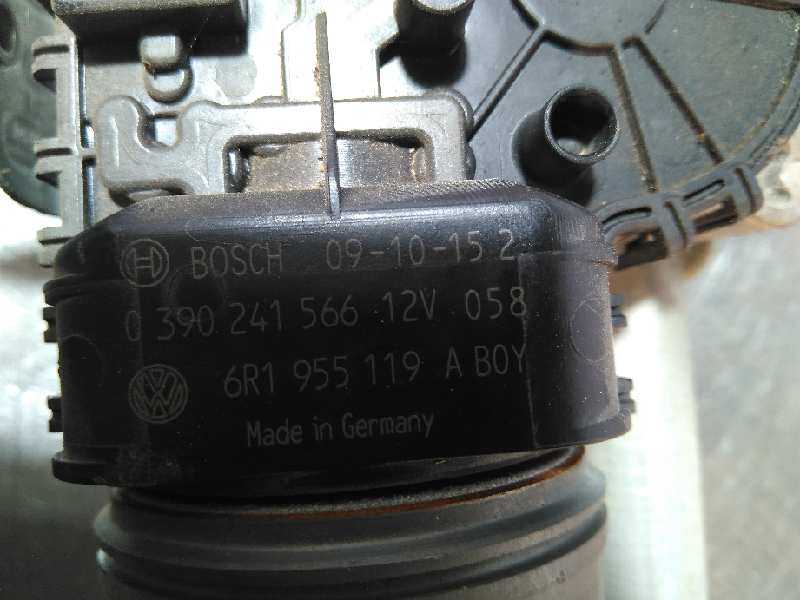 BOSCH 09-10-15 2
0 390 241 566 12V 058
6R1 955 119 A BOY
Made in Germany